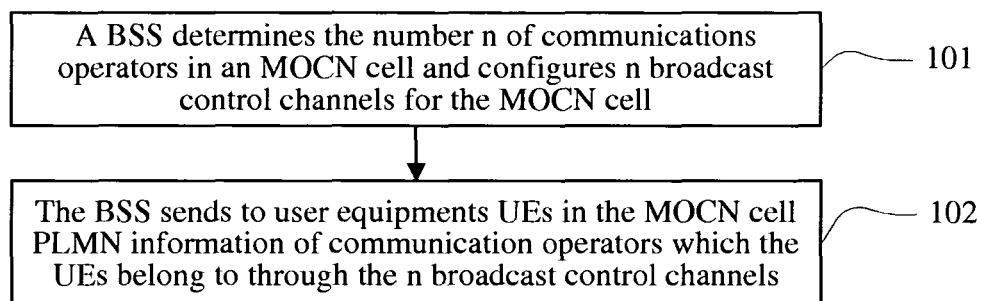 A BSS determines the number n of communications
operators in an MOCN cell and configures n broadcast
control channels for the MOCN cell
101
The BSS sends to user equipments UEs in the MOCN cell
PLMN information of communication operators which the
UEs belong to through the n broadcast control channels
102